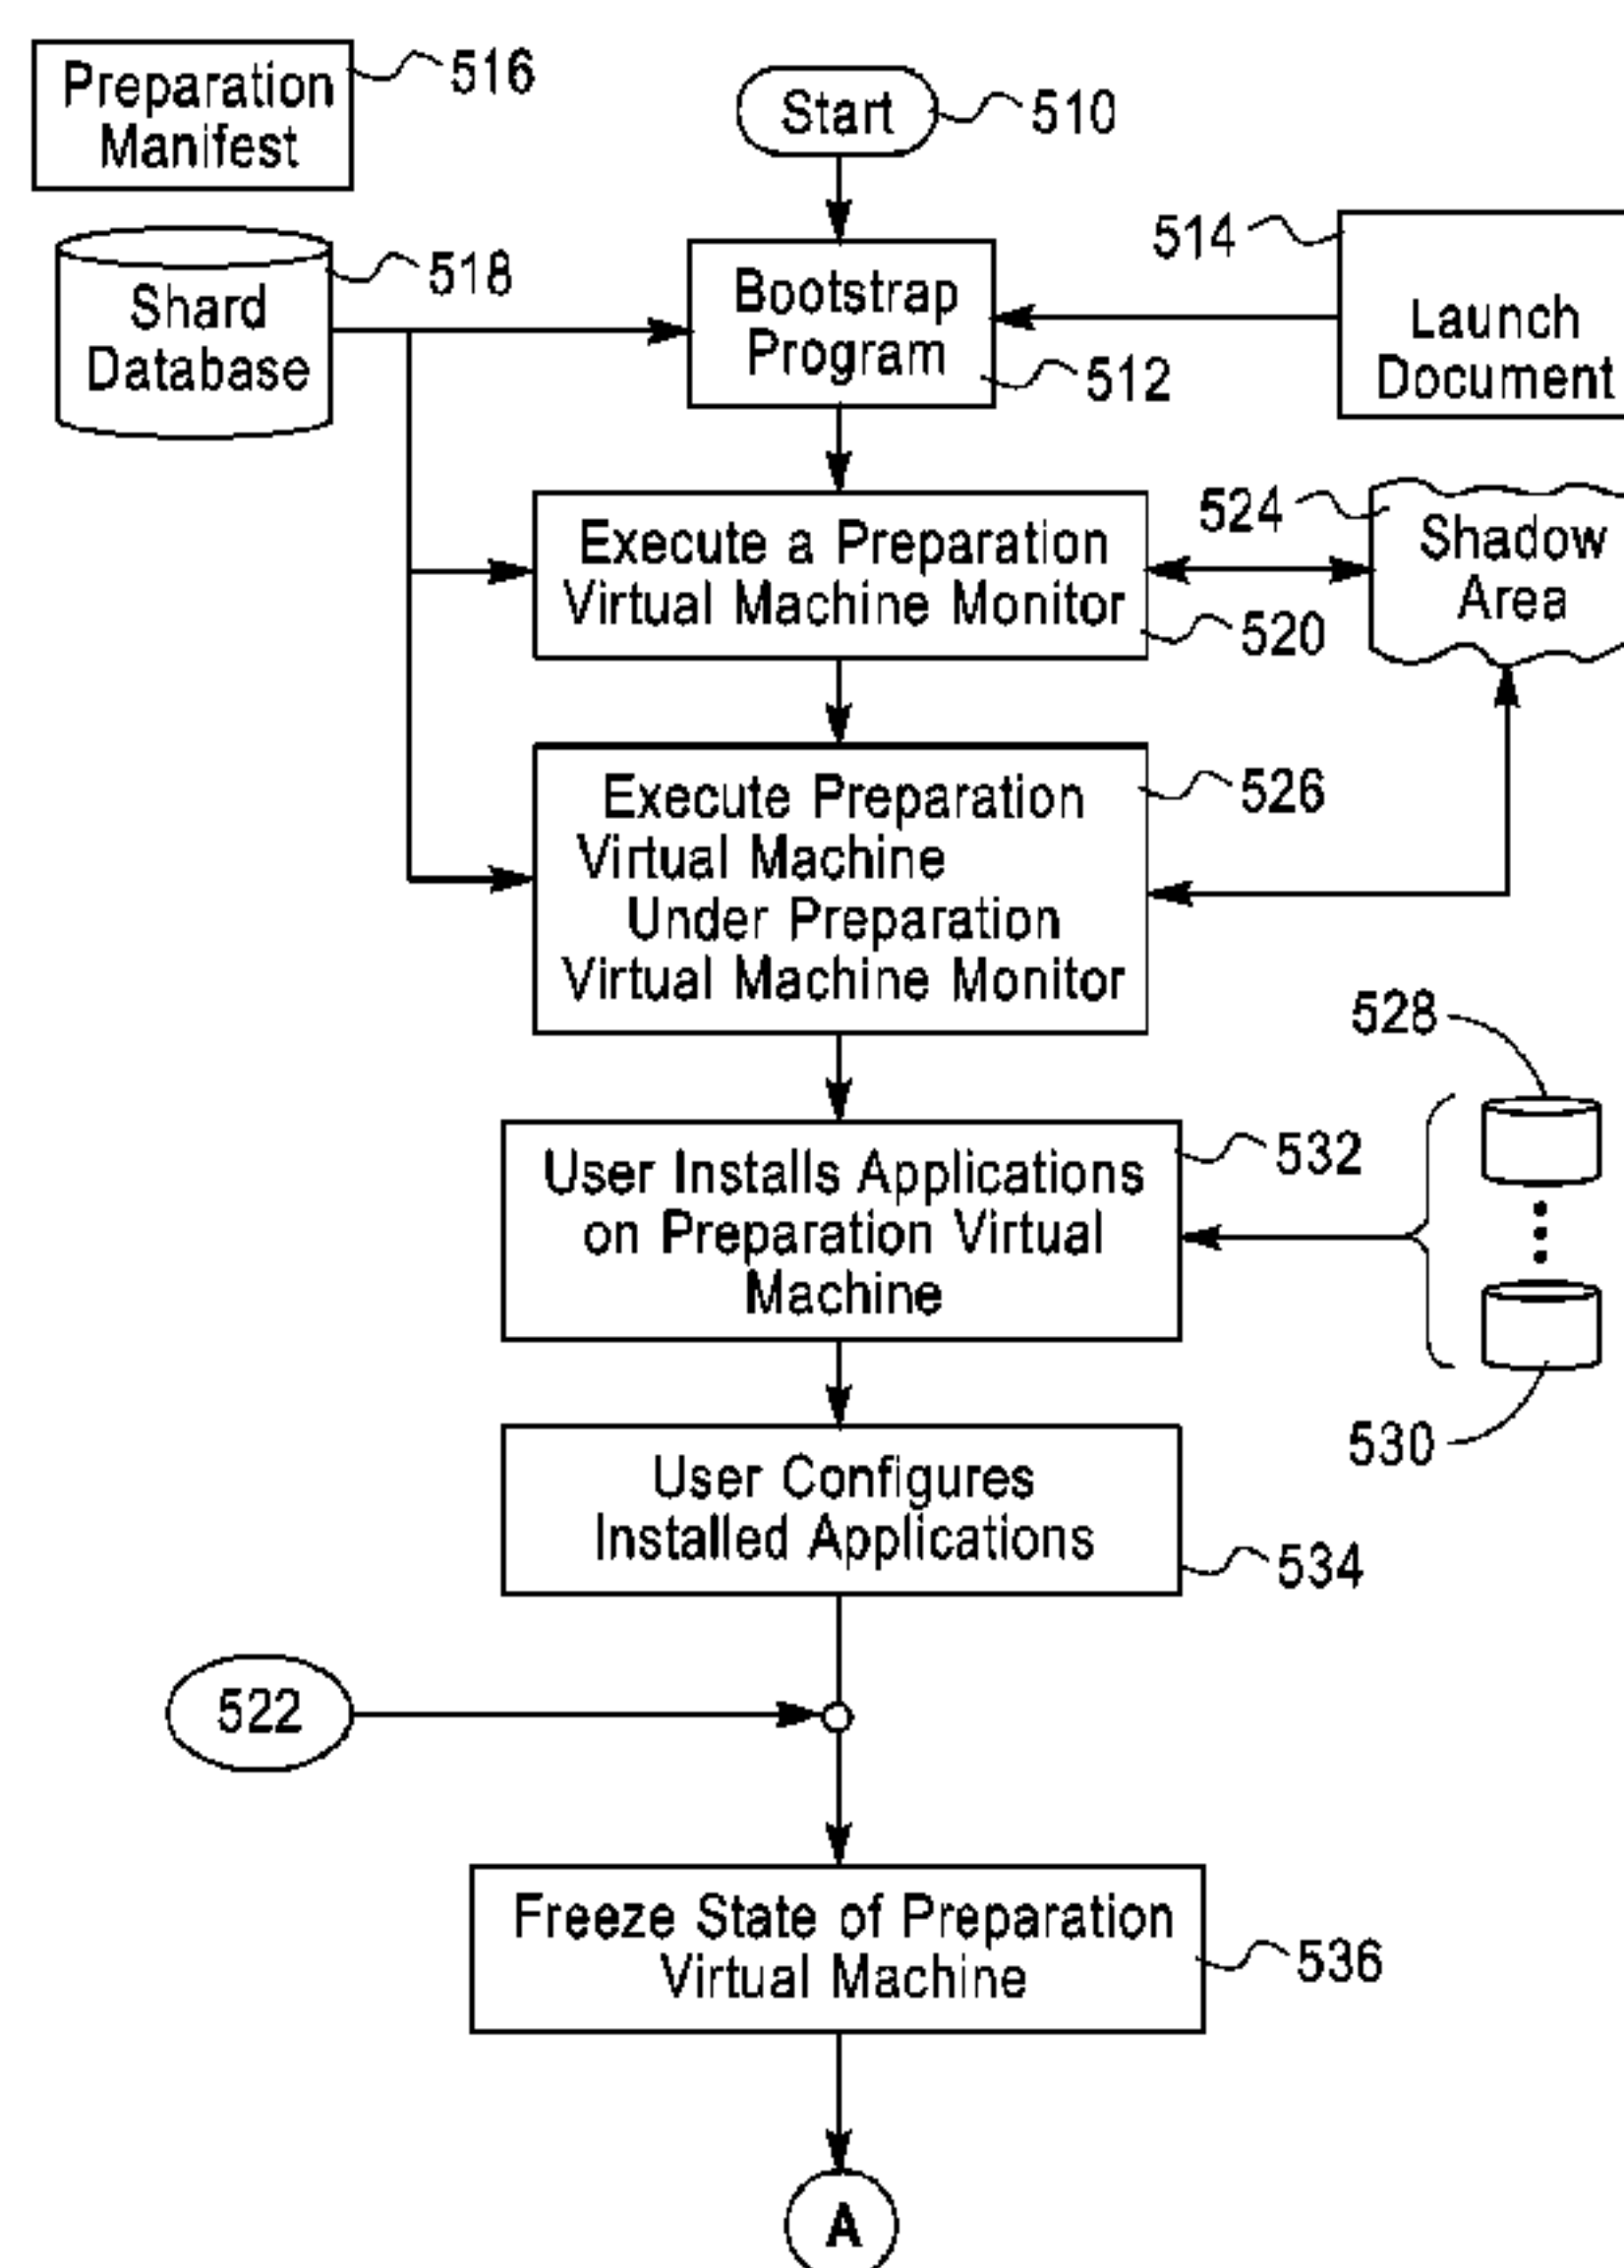 Preparation
Manifest
516
Start
510
514
Launch
Document
Shard
Database
518
Bootstrap
Program
512
524
Shadow
Area
Execute a Preparation
Virtual Machine Monitor
520
Execute Preparation
Virtual Machine
Under Preparation
Virtual Machine Monitor
526
528
User Installs Applications
on Preparation Virtual
Machine
532
530
User Configures
Installed Applications
534
522
Freeze State of Preparation
Virtual Machine
536
A